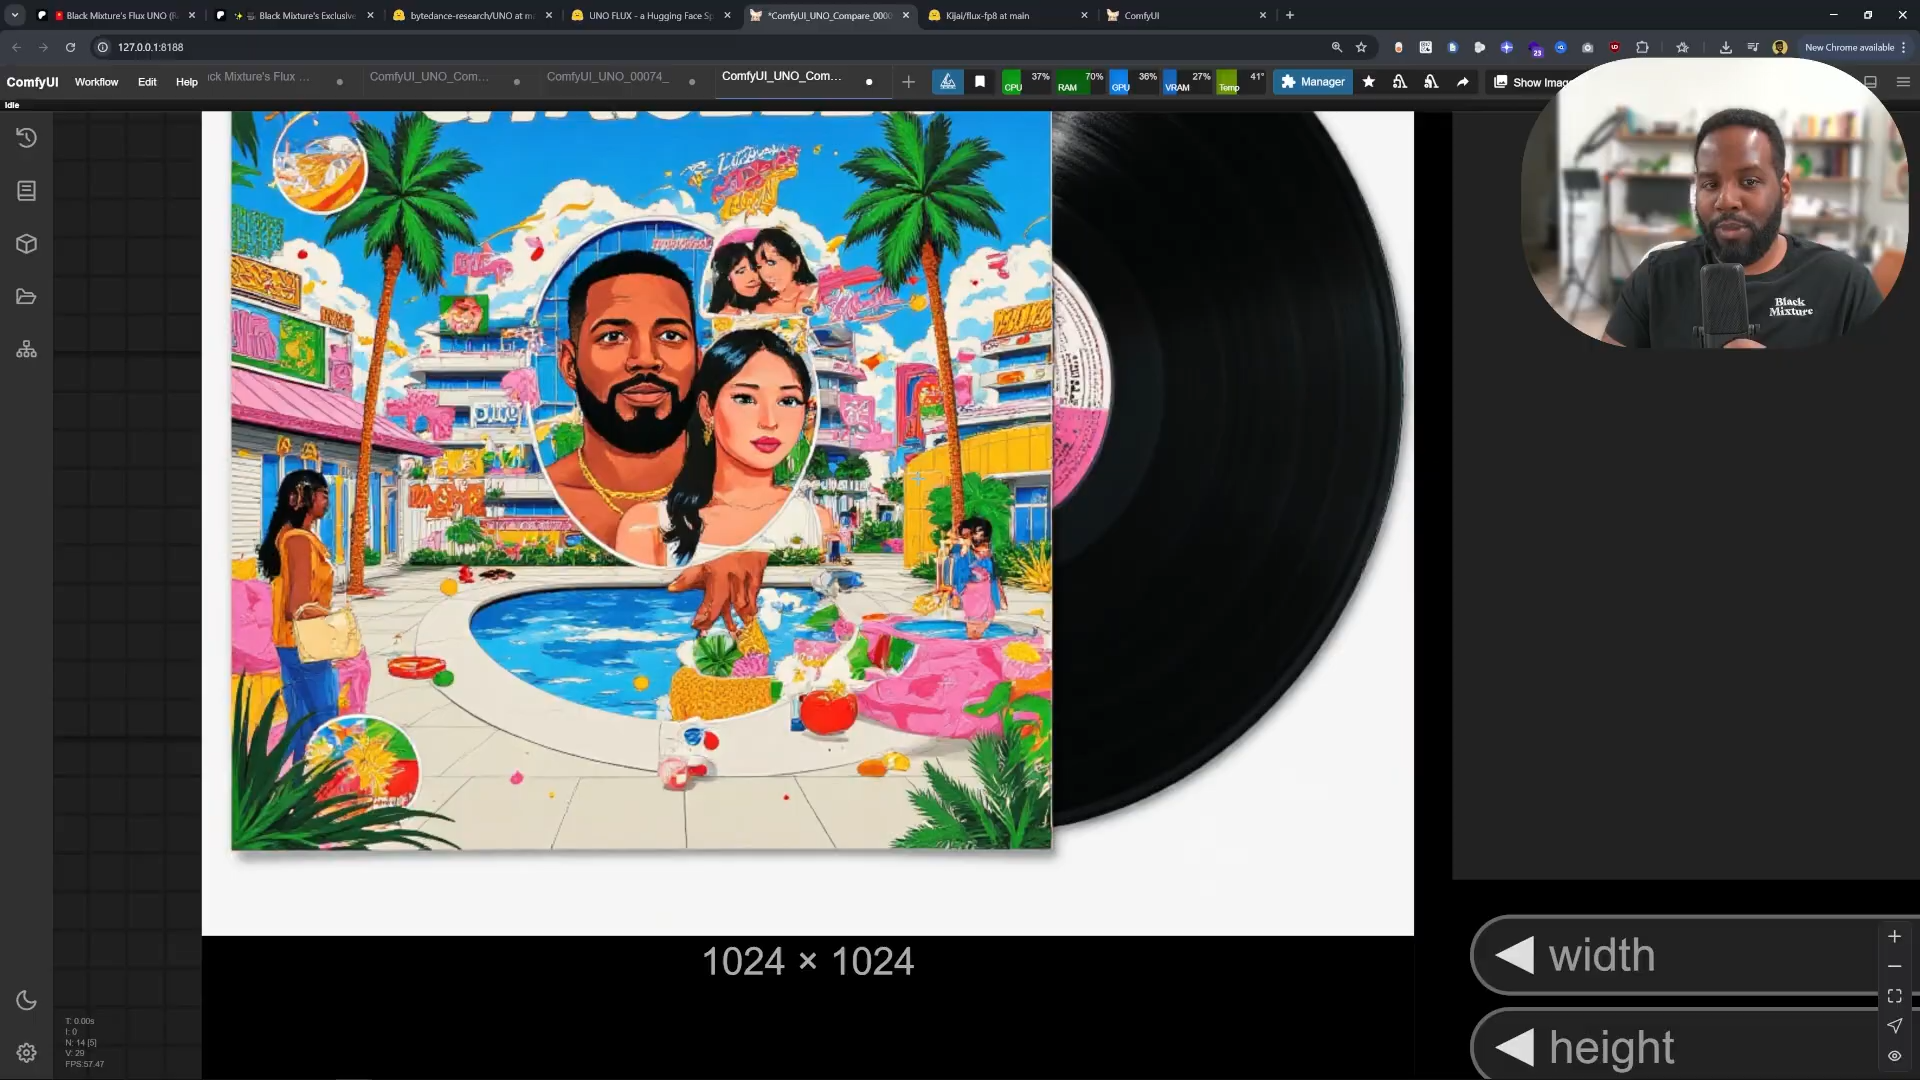 Black Mixture's Flux UNO (
Black Mixture's Exclusive
bytedance-research/UNO at m
UNO FLUX - a Hugging Face Sp
*ComfyUI_UNO_Compare_0000
Kijai/flux-fp8 at main
ComfyUI
127.0.0.1:8188
23
New Chrome available
ComfyUI
Workflow
Edit
Help
ck Mixture's Flux ...
ComfyUI_UNO_Com...
ComfyUI_UNO_00074_
ComfyUI_UNO_Com...
CPU
37%
RAM
70%
GPU
36%
VRAM
27%
Temp
41°
Manager
Show Imag
Idle
Black
Mixture
1024 × 1024
width
height
T: 0.00s
I: 0
N: 14 [5]
V: 29
FPS:57.47